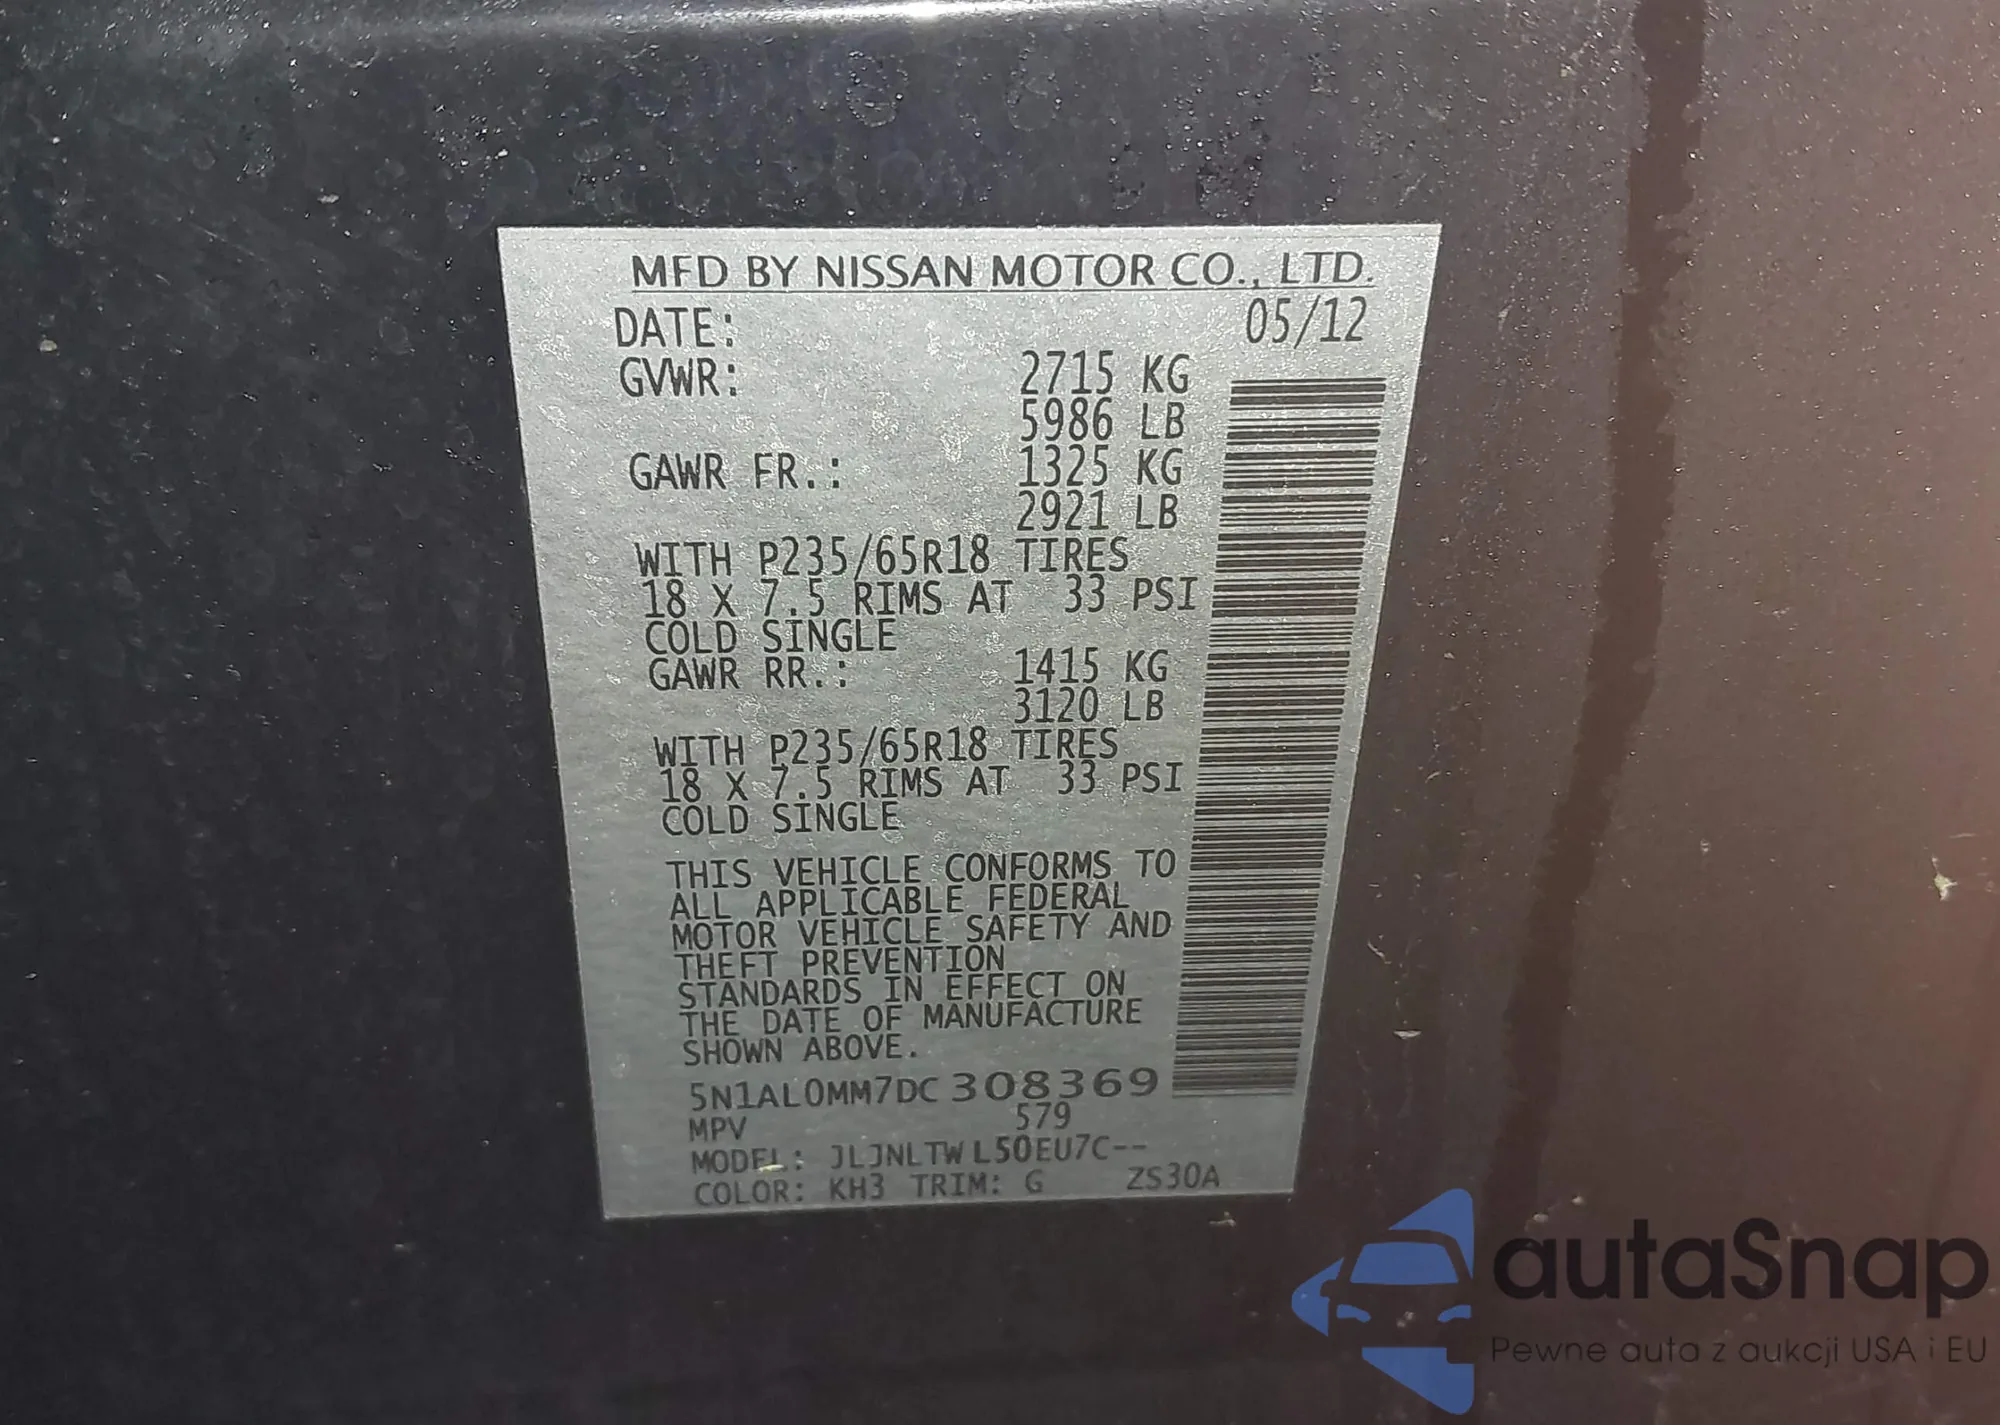 MFD BY NISSAN MOTOR CO., LTD.
DATE: 05/12
GVWR: 2715 KG
5986 LB
GAWR FR.: 1325 KG
2921 LB
WITH P235/65R18 TIRES
18 X 7.5 RIMS AT 33 PSI
COLD SINGLE
GAWR RR.: 1415 KG
3120 LB
WITH P235/65R18 TIRES
18 X 7.5 RIMS AT 33 PSI
COLD SINGLE
THIS VEHICLE CONFORMS TO
ALL APPLICABLE FEDERAL
MOTOR VEHICLE SAFETY AND
THEFT PREVENTION
STANDARDS IN EFFECT ON
THE DATE OF MANUFACTURE
SHOWN ABOVE.
5N1AL0MM7DC 308369
MPV 579
MODEL: JLJNLTWL50EU7C--
COLOR: KH3 TRIM: G ZS30A
autaSnap
Pewne auta z aukcji USA i EU